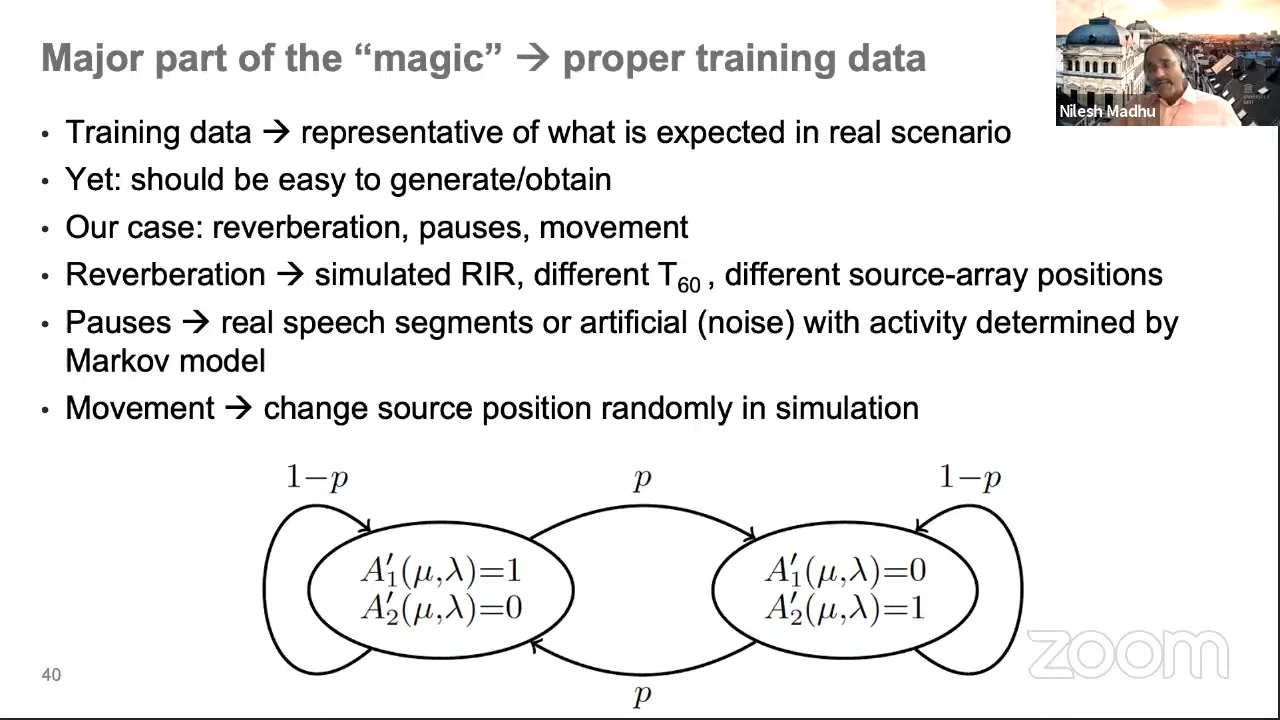 Major part of the “magic” → proper training data
Nilesh Madhu
• Training data → representative of what is expected in real scenario
• Yet: should be easy to generate/obtain
• Our case: reverberation, pauses, movement
• Reverberation → simulated RIR, different T60 , different source-array positions
• Pauses → real speech segments or artificial (noise) with activity determined by
Markov model
• Movement → change source position randomly in simulation
1−p p 1−p
A′1(μ,λ)=1 A′1(μ,λ)=0
A′2(μ,λ)=0 A′2(μ,λ)=1
p
40
zoom